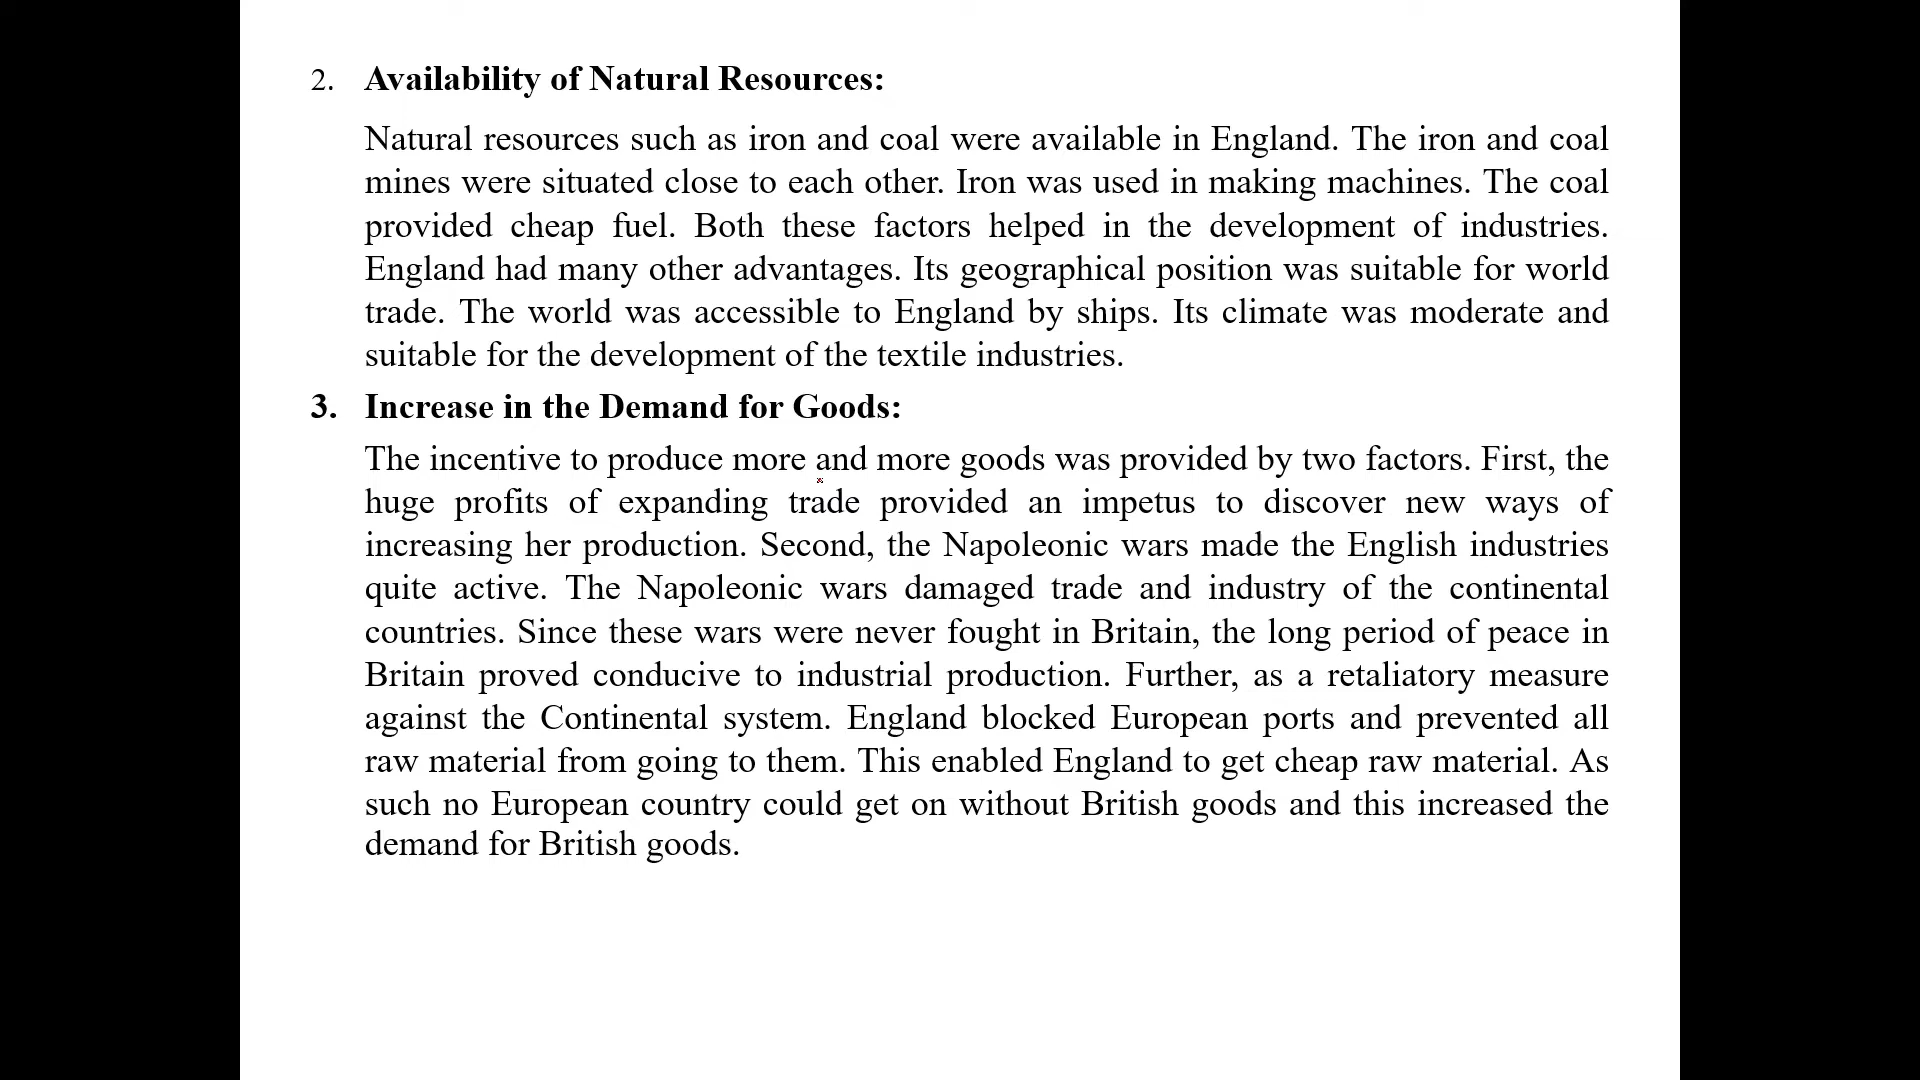 2. Availability of Natural Resources:
Natural resources such as iron and coal were available in England. The iron and coal
mines were situated close to each other. Iron was used in making machines. The coal
provided cheap fuel. Both these factors helped in the development of industries.
England had many other advantages. Its geographical position was suitable for world
trade. The world was accessible to England by ships. Its climate was moderate and
suitable for the development of the textile industries.
3. Increase in the Demand for Goods:
The incentive to produce more and more goods was provided by two factors. First, the
huge profits of expanding trade provided an impetus to discover new ways of
increasing her production. Second, the Napoleonic wars made the English industries
quite active. The Napoleonic wars damaged trade and industry of the continental
countries. Since these wars were never fought in Britain, the long period of peace in
Britain proved conducive to industrial production. Further, as a retaliatory measure
against the Continental system. England blocked European ports and prevented all
raw material from going to them. This enabled England to get cheap raw material. As
such no European country could get on without British goods and this increased the
demand for British goods.